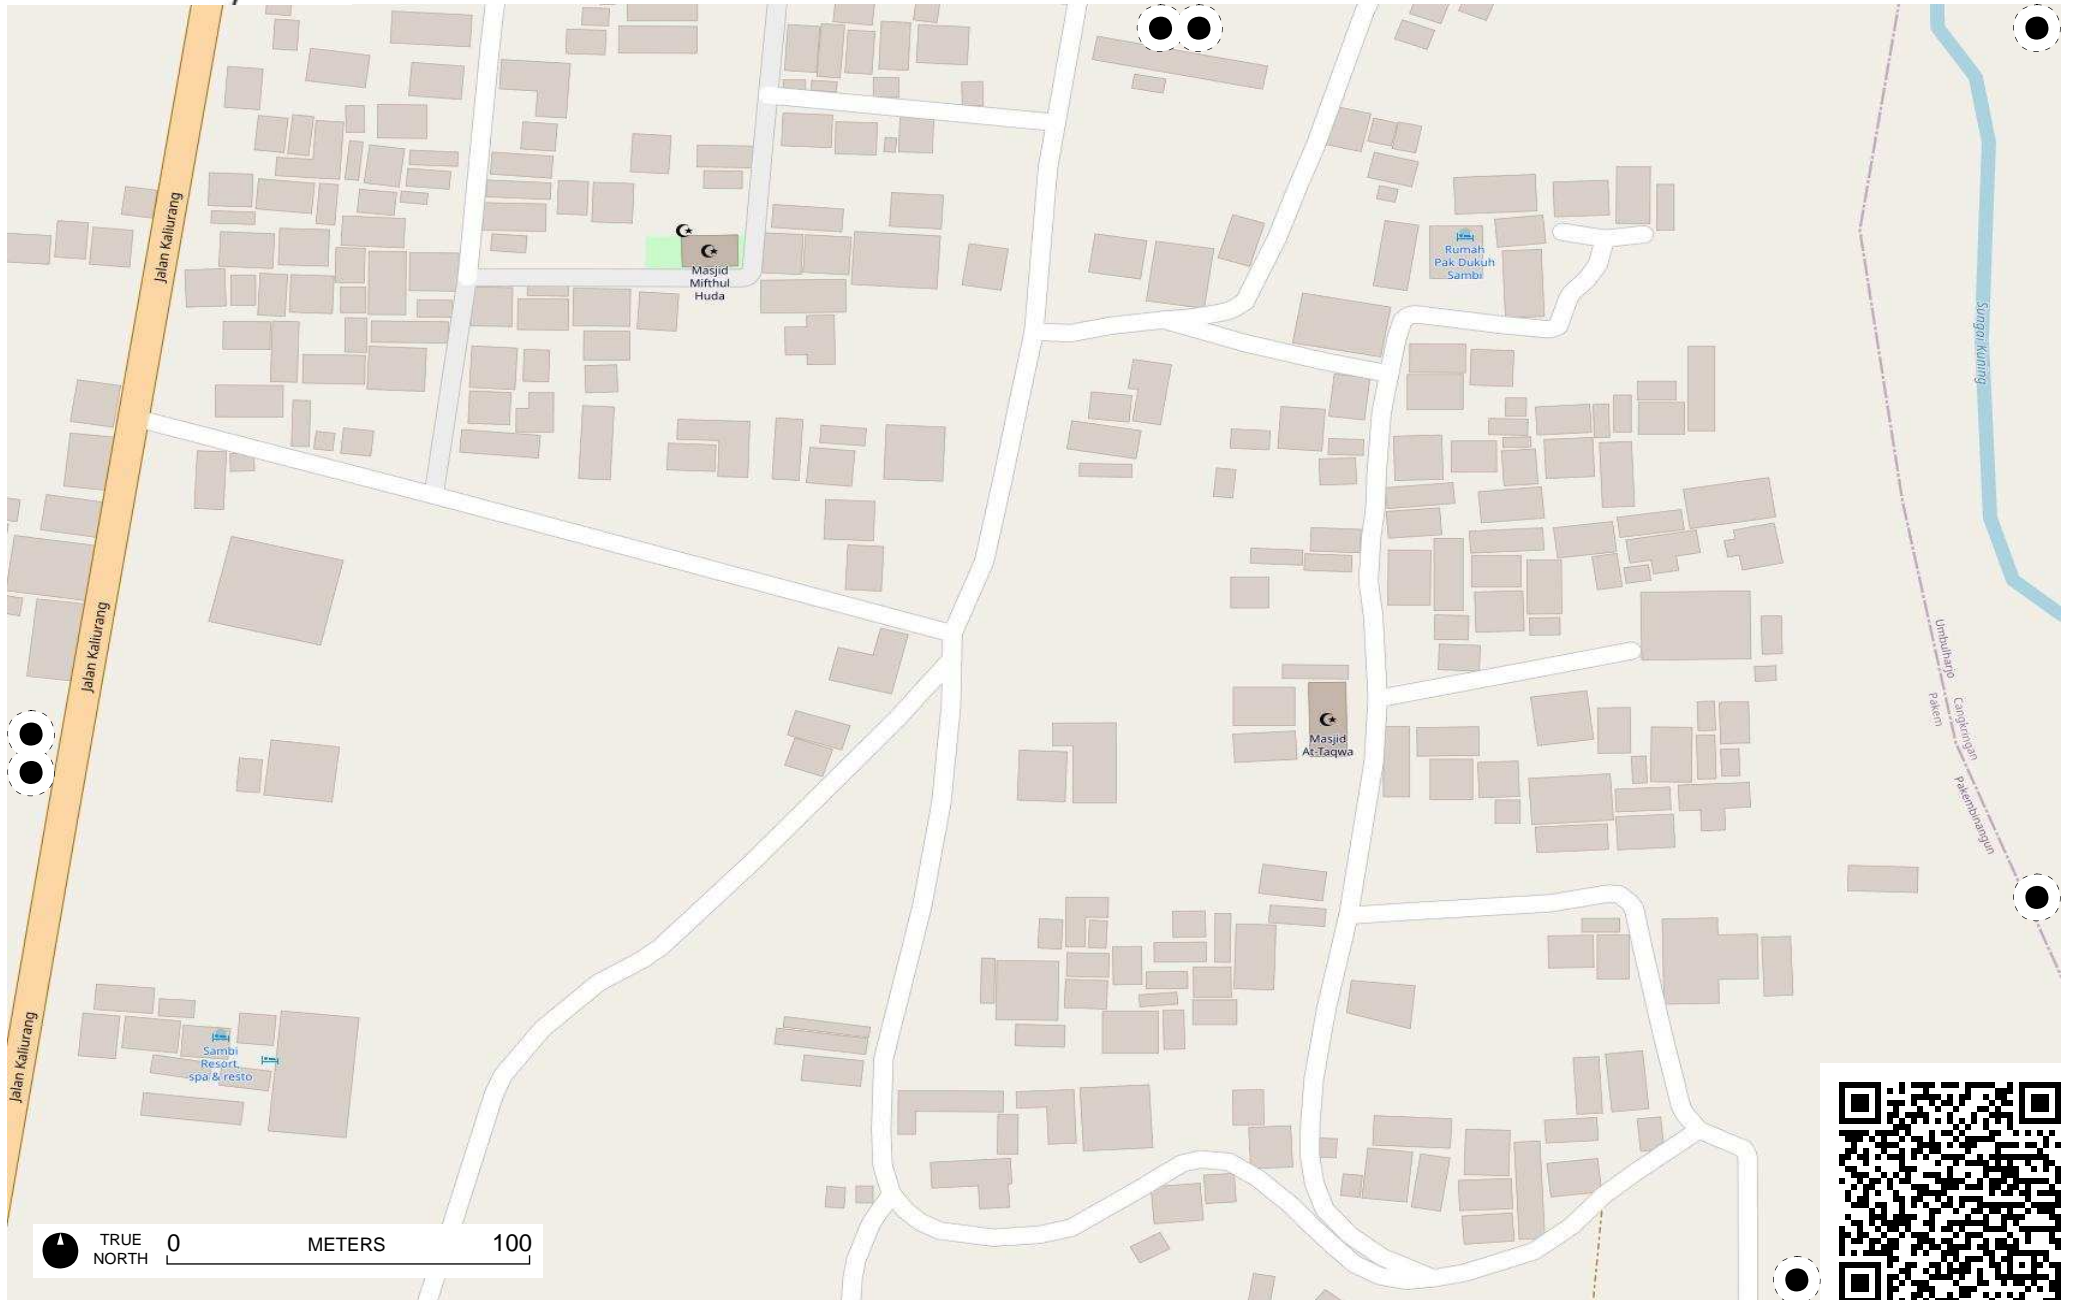 Jalan Kaliurang
Masjid
Mifthul
Huda
Rumah
Pak Dukuh
Sambi
Sungai Kuning
Jalan Kaliurang
Umbulharjo
Pakem
Cangkringan
Masjid
At-Taqwa
Pakembinangun
Jalan Kaliurang
Sambi
Resort,
spa & resto
TRUE
NORTH
0 METERS 100